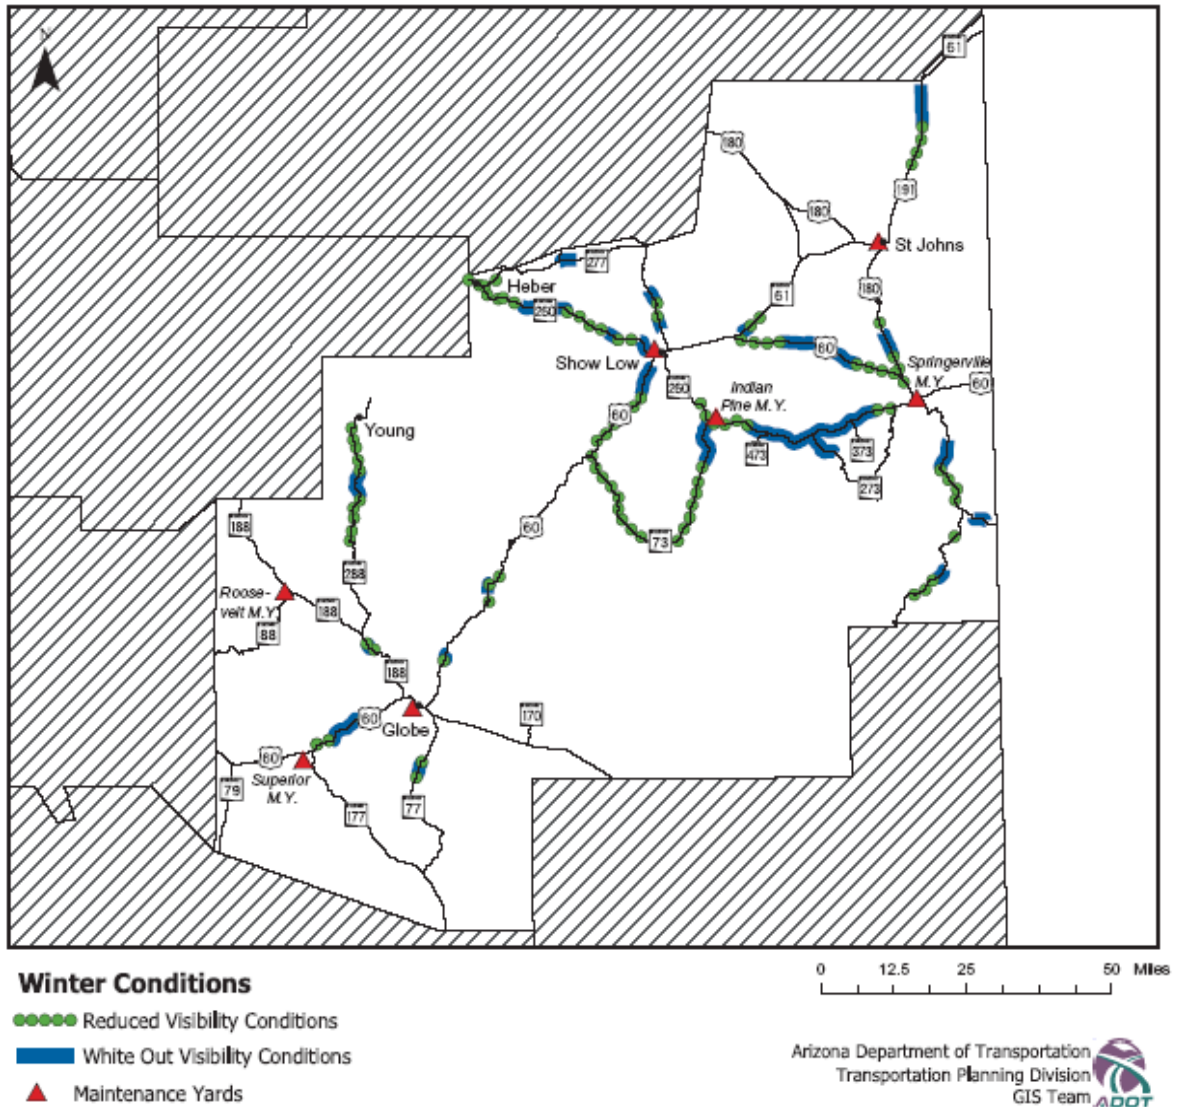 N
61
180
191
180
St Johns
277
Heber
260
61
180
60
Springerville
M.Y.
60
Show Low
260
Indian
Pine M.Y.
60
Young
473
373
273
188
60
73
288
Roose-
velt M.Y.
188
88
188
170
60
Globe
60
Superior
M.Y.
79
177
77
Winter Conditions
Reduced Visibility Conditions
White Out Visibility Conditions
Maintenance Yards
0 12.5 25 50 Miles
Arizona Department of Transportation
Transportation Planning Division
GIS Team
ADOT